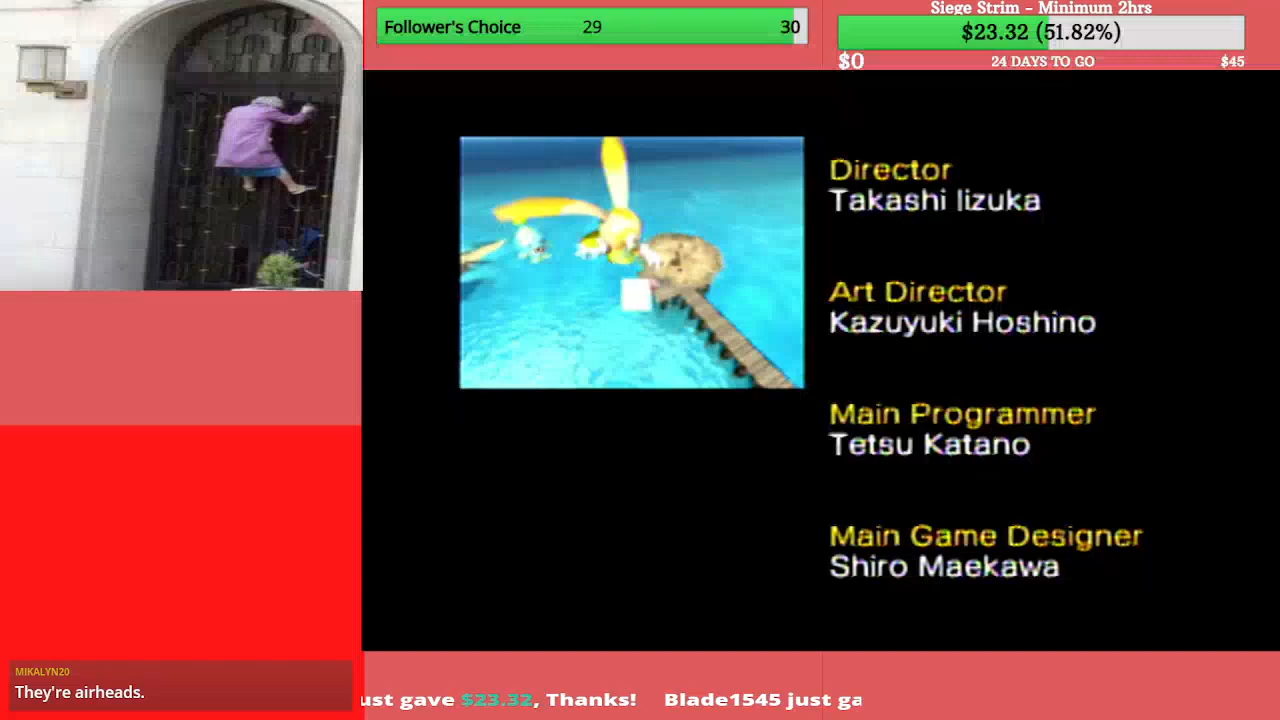 Follower's Choice 29 30
Siege Strim - Minimum 2hrs
$23.32 (51.82%)
$0 24 DAYS TO GO $45
Director
Takashi Iizuka
Art Director
Kazuyuki Hoshino
Main Programmer
Tetsu Katano
Main Game Designer
Shiro Maekawa
MIKALYN20
They're airheads.
ust gave $23.32, Thanks! Blade1545 just ga